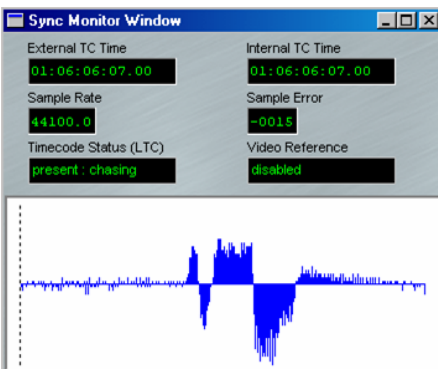 Sync Monitor Window
External TC Time
Internal TC Time
01:06:06:07.00
01:06:06:07.00
Sample Rate
Sample Error
44100.0
-0015
Timecode Status (LTC)
Video Reference
present : chasing
disabled